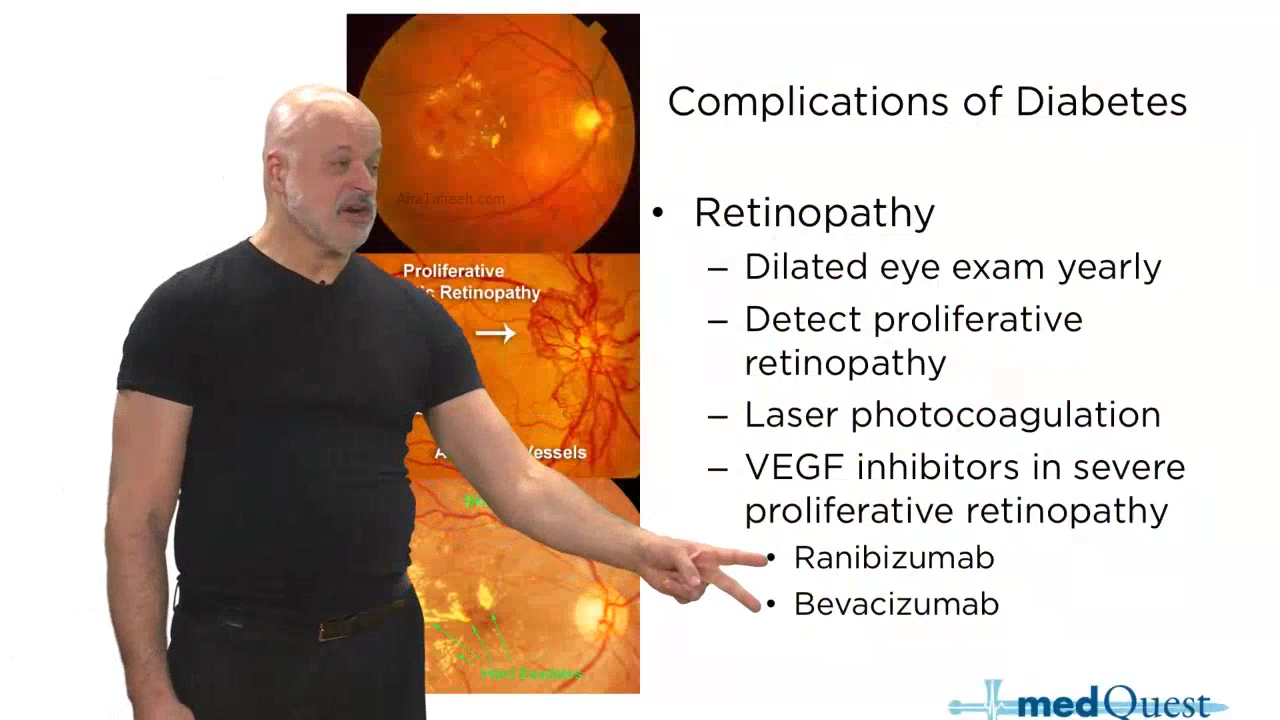 Complications of Diabetes
AfraTafreeh.com
• Retinopathy
– Dilated eye exam yearly
– Detect proliferative
retinopathy
– Laser photocoagulation
– VEGF inhibitors in severe
proliferative retinopathy
• Ranibizumab
• Bevacizumab
Proliferative
Retinopathy
Vessels
Hard Exudates
medQuest